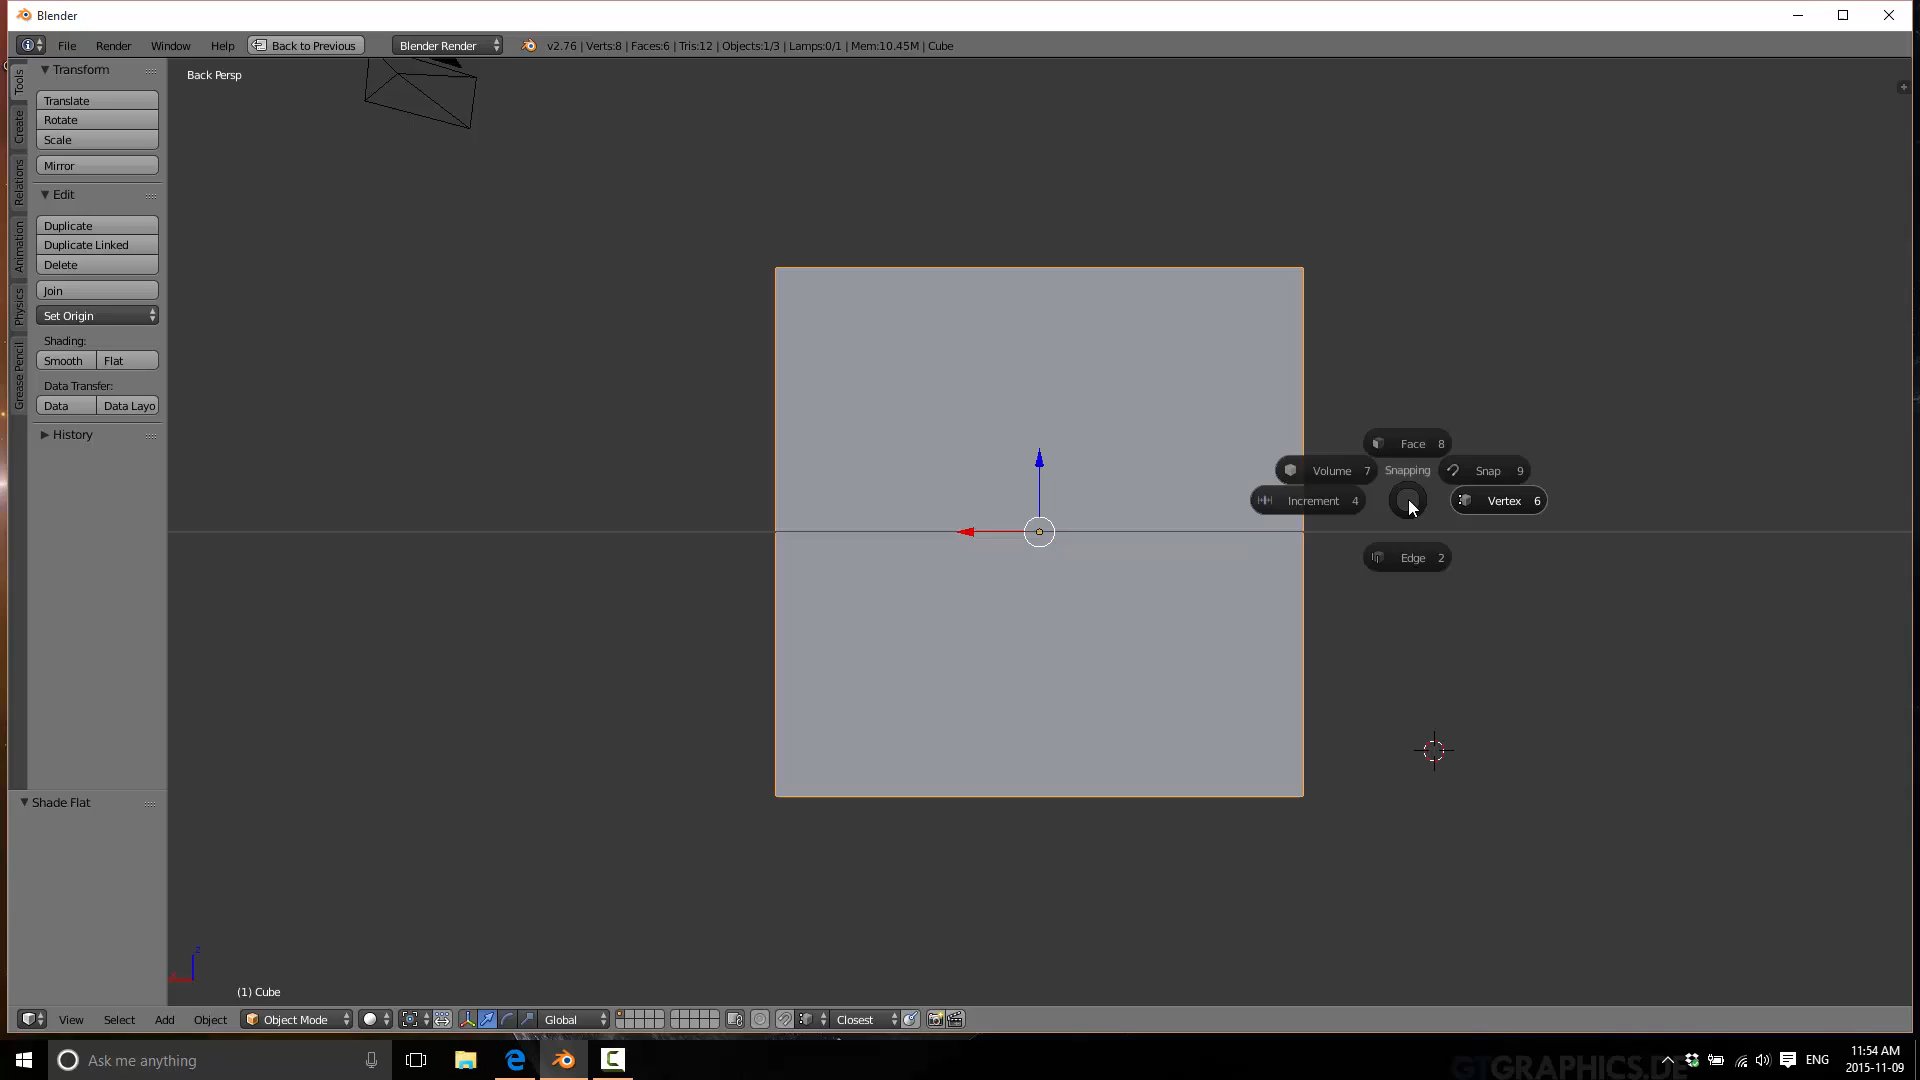 Blender
File Render Window Help Back to Previous Blender Render v2.76 | Verts:8 | Faces:6 | Tris:12 | Objects:1/3 | Lamps:0/1 | Mem:10.45M | Cube
Tools
Create
Relations
Animation
Physics
Grease Pencil
Transform
Translate
Rotate
Scale
Mirror
Edit
Duplicate
Duplicate Linked
Delete
Join
Set Origin
Shading:
Smooth Flat
Data Transfer:
Data Data Layo
History
Shade Flat
Back Persp
Face 8
Volume 7 Snapping Snap 9
Increment 4 Vertex 6
Edge 2
z
x
(1) Cube
View Select Add Object Object Mode Global Closest
Ask me anything
ENG
11:54 AM
2015-11-09
GTGRAPHICS.DE